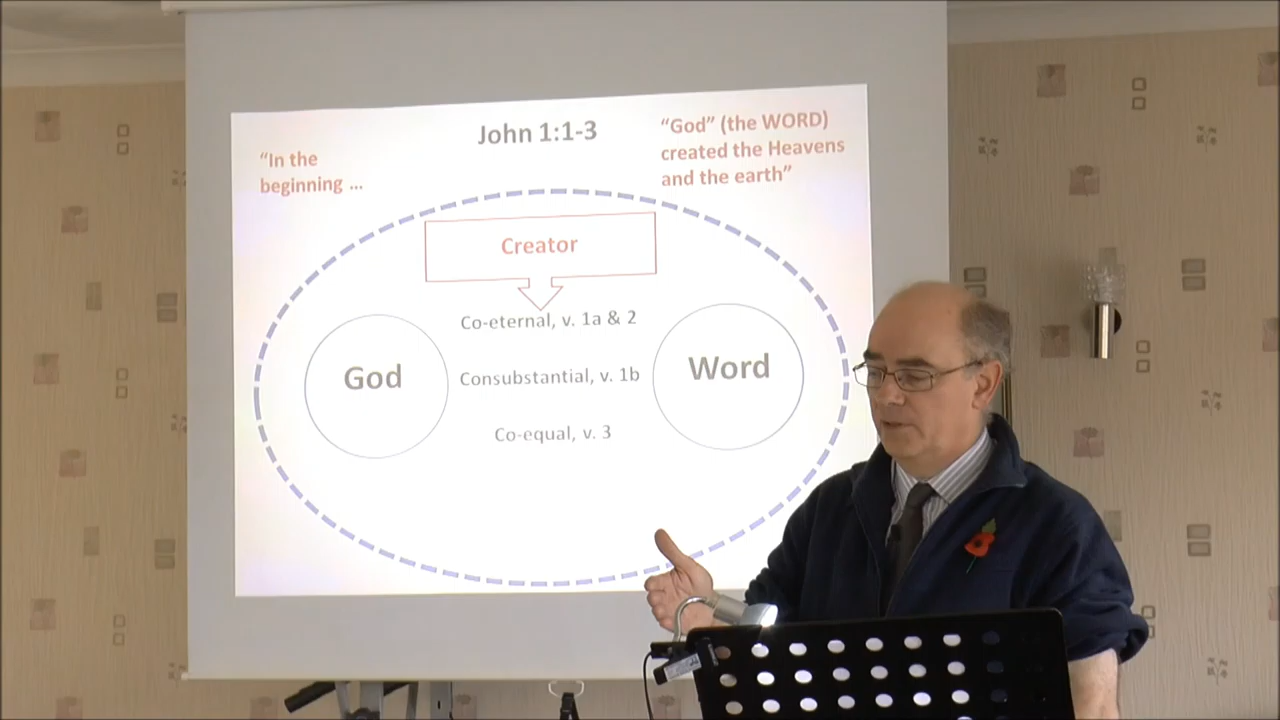 John 1:1-3
“In the
beginning ...
“God” (the WORD)
created the Heavens
and the earth”
Creator
Co-eternal, v. 1a & 2
God
Consubstantial, v. 1b
Word
Co-equal, v. 3